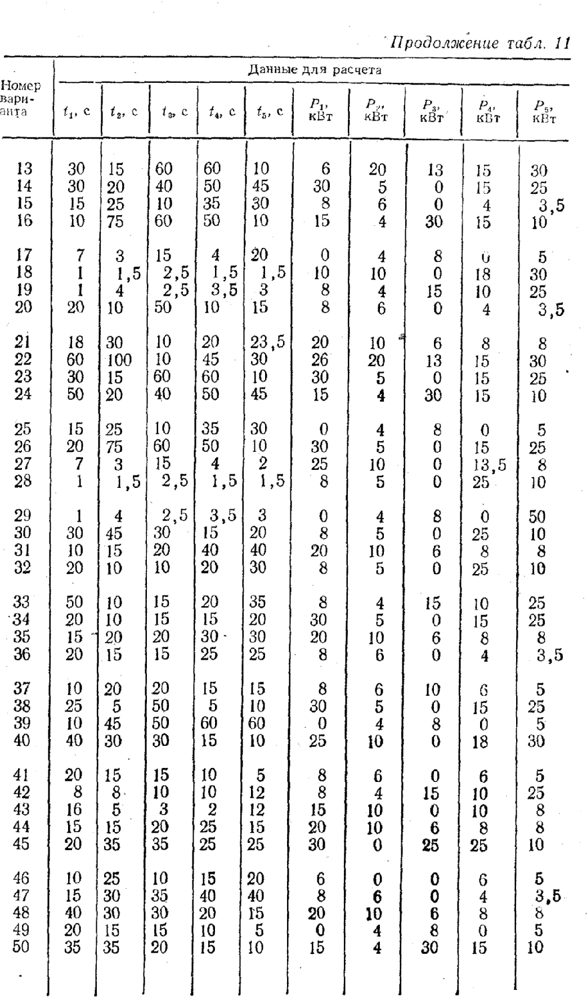 Продолжение табл. 11
Данные для расчета
Номер вари-анта t₁, с t₂, с t₃, с t₄, с t₅, с P₁, кВт P₂, кВт P₃, кВт P₄, кВт P₅, кВт
13 30 15 60 60 10 6 20 13 15 30
14 30 20 40 50 45 30 5 0 15 25
15 15 25 10 35 30 8 6 0 4 3,5
16 10 75 60 50 10 15 4 30 15 10
17 7 3 15 4 20 0 4 8 0 5
18 1 1,5 2,5 1,5 1,5 10 10 0 18 30
19 1 4 2,5 3,5 3 8 4 15 10 25
20 20 10 50 10 15 8 6 0 4 3,5
21 18 30 10 20 23,5 20 10 6 8 8
22 60 100 10 45 30 26 20 13 15 30
23 30 15 60 60 10 30 5 0 15 25
24 50 20 40 50 45 15 4 30 15 10
25 15 25 10 35 30 0 4 8 0 5
26 20 75 60 50 10 30 5 0 15 25
27 7 3 15 4 2 25 10 0 13,5 8
28 1 1,5 2,5 1,5 1,5 8 5 0 25 10
29 1 4 2,5 3,5 3 0 4 8 0 50
30 30 45 30 15 20 8 5 0 25 10
31 10 15 20 40 40 20 10 6 8 8
32 20 10 10 20 30 8 5 0 25 10
33 50 10 15 20 35 8 4 15 10 25
34 20 10 15 15 20 30 5 0 15 25
35 15 20 20 30 30 20 10 6 8 8
36 20 15 15 25 25 8 6 0 4 3,5
37 10 20 20 15 15 8 6 10 6 5
38 25 5 50 5 10 30 5 0 15 25
39 10 45 50 60 60 0 4 8 0 5
40 40 30 30 15 10 25 10 0 18 30
41 20 15 15 10 5 8 6 0 6 5
42 8 8 10 10 12 8 4 15 10 25
43 16 5 3 2 12 15 10 0 10 8
44 15 15 20 25 15 20 10 6 8 8
45 20 35 35 25 25 30 0 25 25 10
46 10 25 10 15 20 6 0 0 6 5
47 15 30 35 40 40 8 6 0 4 3,5
48 40 30 30 20 15 20 10 6 8 8
49 20 15 15 10 5 0 4 8 0 5
50 35 35 20 15 10 15 4 30 15 10